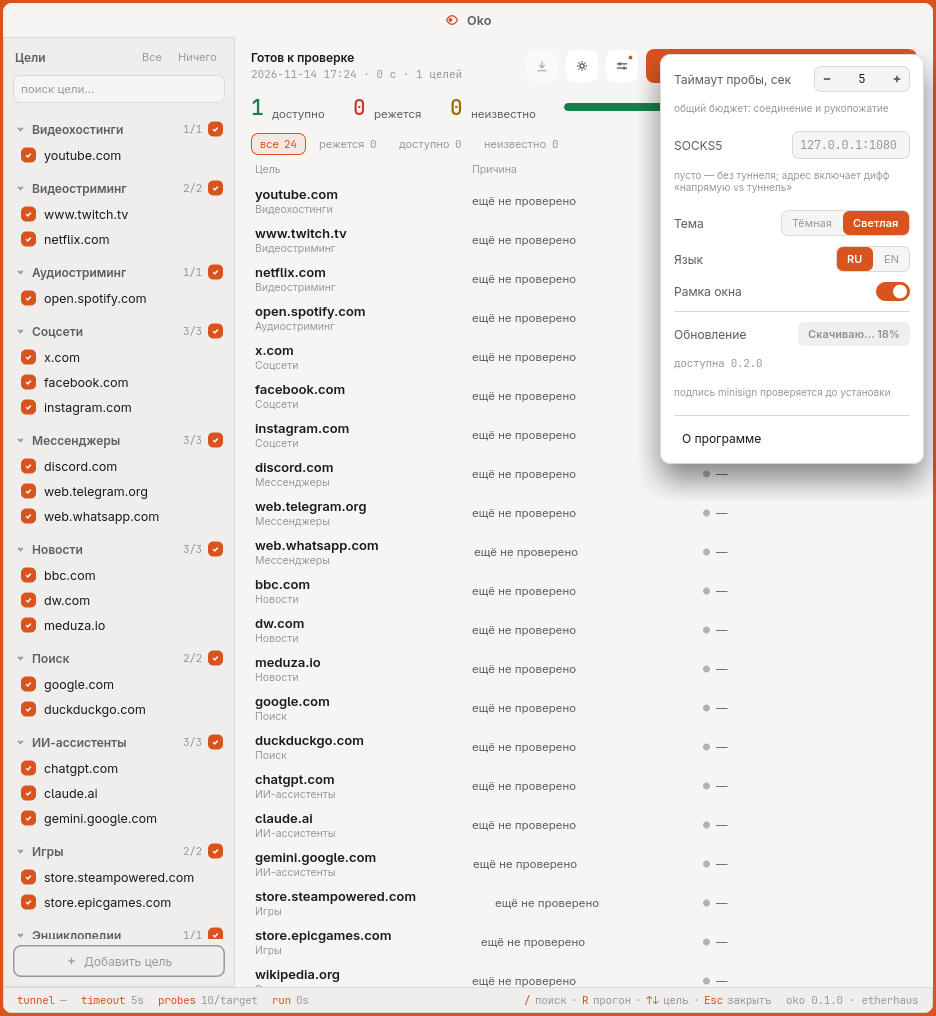 Oko
Цели
Все
Ничего
поиск цели...
Видеохостинги 1/1
youtube.com
Видеостриминг 2/2
www.twitch.tv
netflix.com
Аудиостриминг 1/1
open.spotify.com
Соцсети 3/3
x.com
facebook.com
instagram.com
Мессенджеры 3/3
discord.com
web.telegram.org
web.whatsapp.com
Новости 3/3
bbc.com
dw.com
meduza.io
Поиск 2/2
google.com
duckduckgo.com
ИИ-ассистенты 3/3
chatgpt.com
claude.ai
gemini.google.com
Игры 2/2
store.steampowered.com
store.epicgames.com
Энциклопедии 1/1
+ Добавить цель
Готов к проверке
2026-11-14 17:24 · 0 с · 1 целей
1 доступно 0 режется 0 неизвестно
все 24 режется 0 доступно 0 неизвестно 0
Цель Причина
youtube.com
Видеохостинги
ещё не проверено
www.twitch.tv
Видеостриминг
ещё не проверено
netflix.com
Видеостриминг
ещё не проверено
open.spotify.com
Аудиостриминг
ещё не проверено
x.com
Соцсети
ещё не проверено
facebook.com
Соцсети
ещё не проверено
instagram.com
Соцсети
ещё не проверено
discord.com
Мессенджеры
ещё не проверено —
web.telegram.org
Мессенджеры
ещё не проверено —
web.whatsapp.com
Мессенджеры
ещё не проверено —
bbc.com
Новости
ещё не проверено —
dw.com
Новости
ещё не проверено —
meduza.io
Новости
ещё не проверено —
google.com
Поиск
ещё не проверено —
duckduckgo.com
Поиск
ещё не проверено —
chatgpt.com
ИИ-ассистенты
ещё не проверено —
claude.ai
ИИ-ассистенты
ещё не проверено —
gemini.google.com
ИИ-ассистенты
ещё не проверено —
store.steampowered.com
Игры
ещё не проверено —
store.epicgames.com
Игры
ещё не проверено —
wikipedia.org
ещё не проверено —
Таймаут пробы, сек − 5 +
общий бюджет: соединение и рукопожатие
SOCKS5 127.0.0.1:1080
пусто — без туннеля; адрес включает дифф
«напрямую vs туннель»
Тема Тёмная Светлая
Язык RU EN
Рамка окна
Обновление Скачиваю... 18%
доступна 0.2.0
подпись minisign проверяется до установки
О программе
tunnel — timeout 5s probes 10/target run 0s
/ поиск · R прогон · ↑↓ цель · Esc закрыть oko 0.1.0 · etherhaus